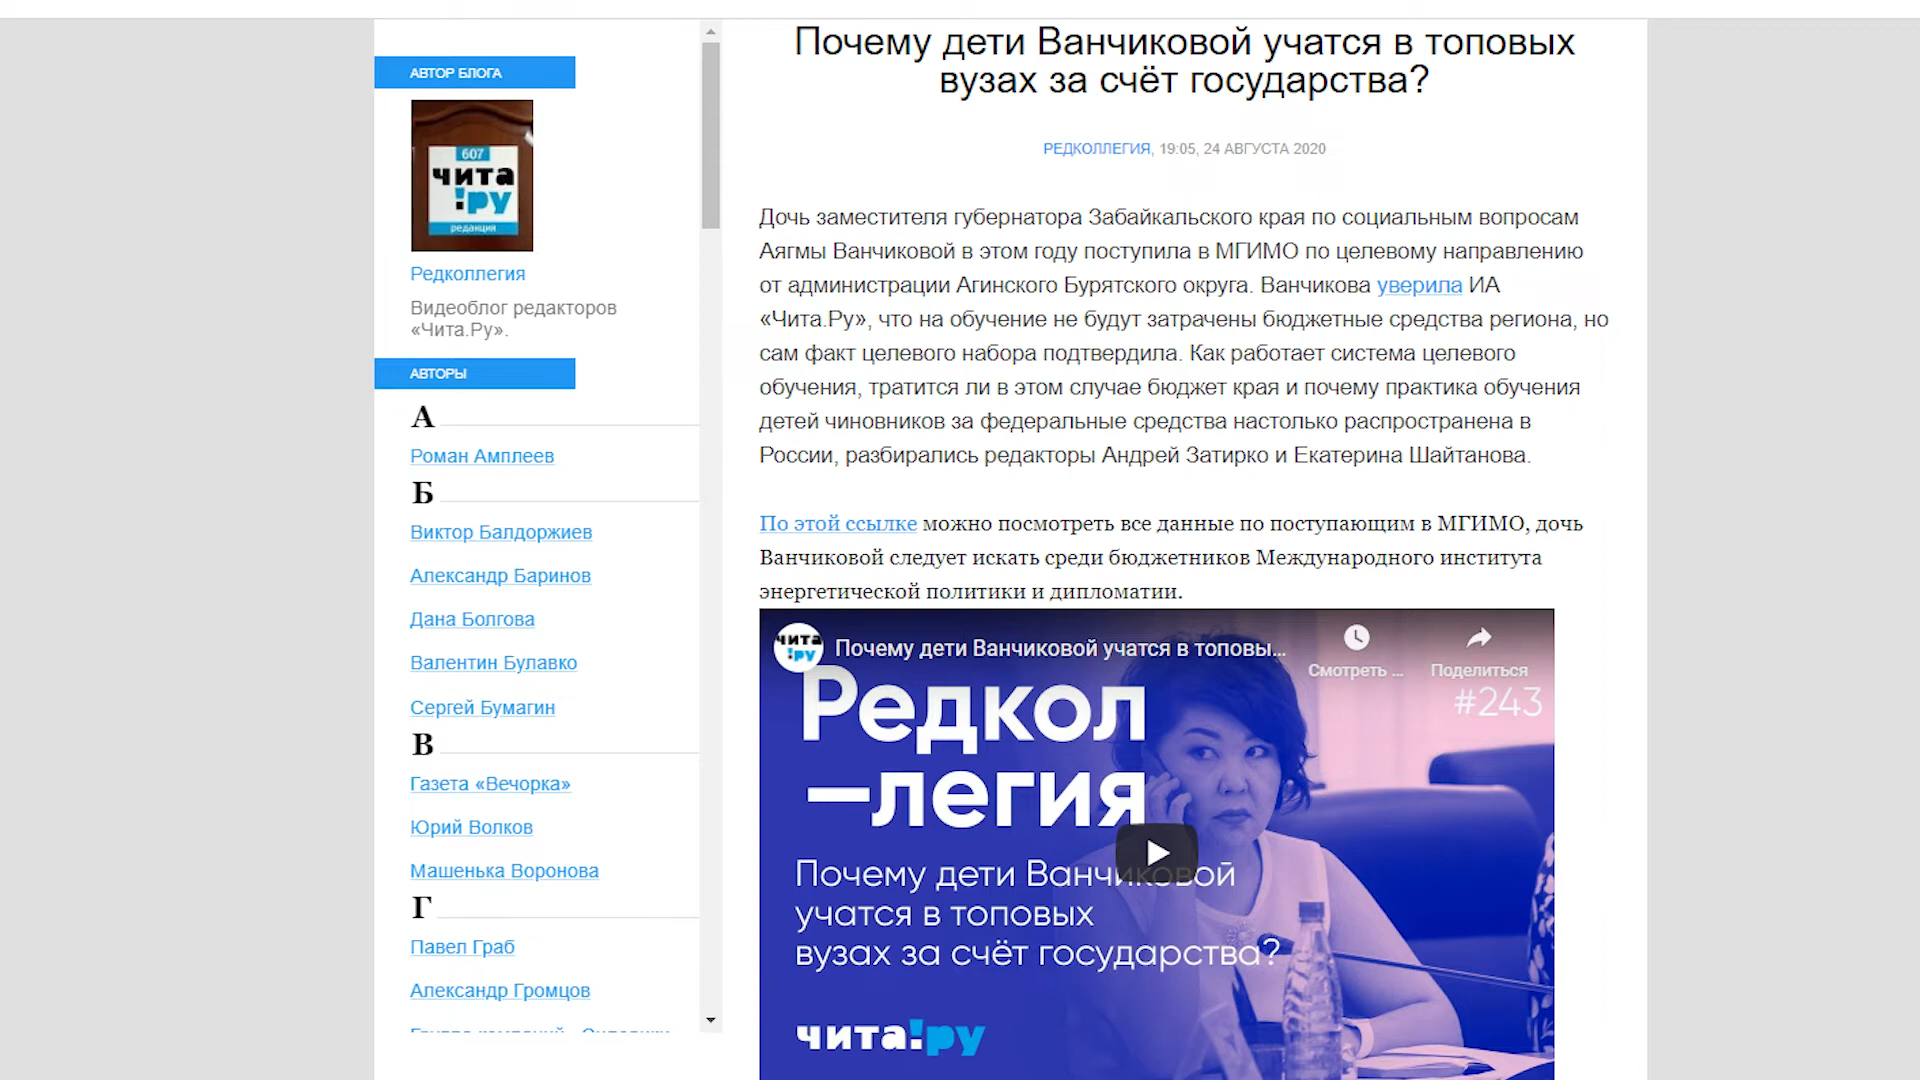 АВТОР БЛОГА
607
чита
!ру
редакция
Редколлегия
Видеоблог редакторов
«Чита.Ру».
АВТОРЫ
А
Роман Амплеев
Б
Виктор Балдоржиев
Александр Баринов
Дана Болгова
Валентин Булавко
Сергей Бумагин
В
Газета «Вечорка»
Юрий Волков
Машенька Воронова
Г
Павел Граб
Александр Громцов
Почему дети Ванчиковой учатся в топовых
вузах за счёт государства?
РЕДКОЛЛЕГИЯ, 19:05, 24 АВГУСТА 2020
Дочь заместителя губернатора Забайкальского края по социальным вопросам
Аягмы Ванчиковой в этом году поступила в МГИМО по целевому направлению
от администрации Агинского Бурятского округа. Ванчикова уверила ИА
«Чита.Ру», что на обучение не будут затрачены бюджетные средства региона, но
сам факт целевого набора подтвердила. Как работает система целевого
обучения, тратится ли в этом случае бюджет края и почему практика обучения
детей чиновников за федеральные средства настолько распространена в
России, разбирались редакторы Андрей Затирко и Екатерина Шайтанова.
По этой ссылке можно посмотреть все данные по поступающим в МГИМО, дочь
Ванчиковой следует искать среди бюджетников Международного института
энергетической политики и дипломатии.
чита
!ру
Почему дети Ванчиковой учатся в топовы...
Смотреть ...
Поделиться
#243
Редкол
–легия
Почему дети Ванчиковой
учатся в топовых
вузах за счёт государства?
чита!ру